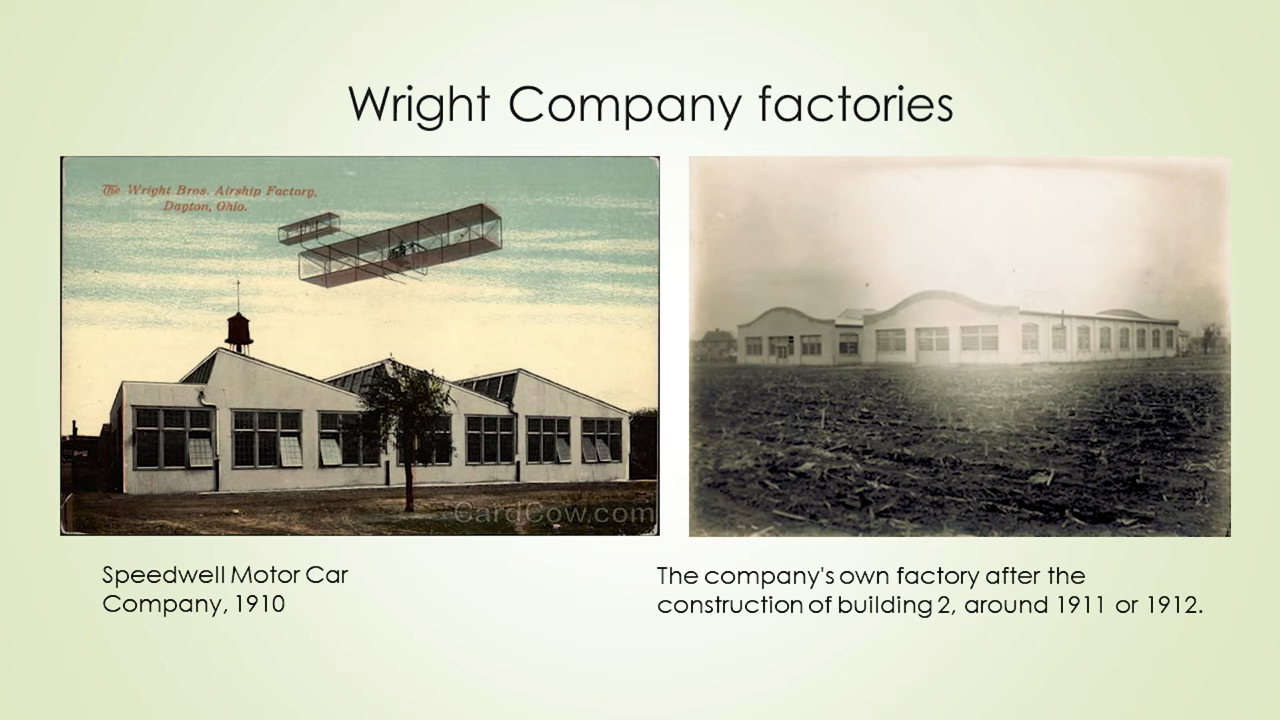 Wright Company factories
The Wright Bros. Airship Factory,
Dayton, Ohio.
CardCow.com
Speedwell Motor Car
Company, 1910
The company's own factory after the
construction of building 2, around 1911 or 1912.